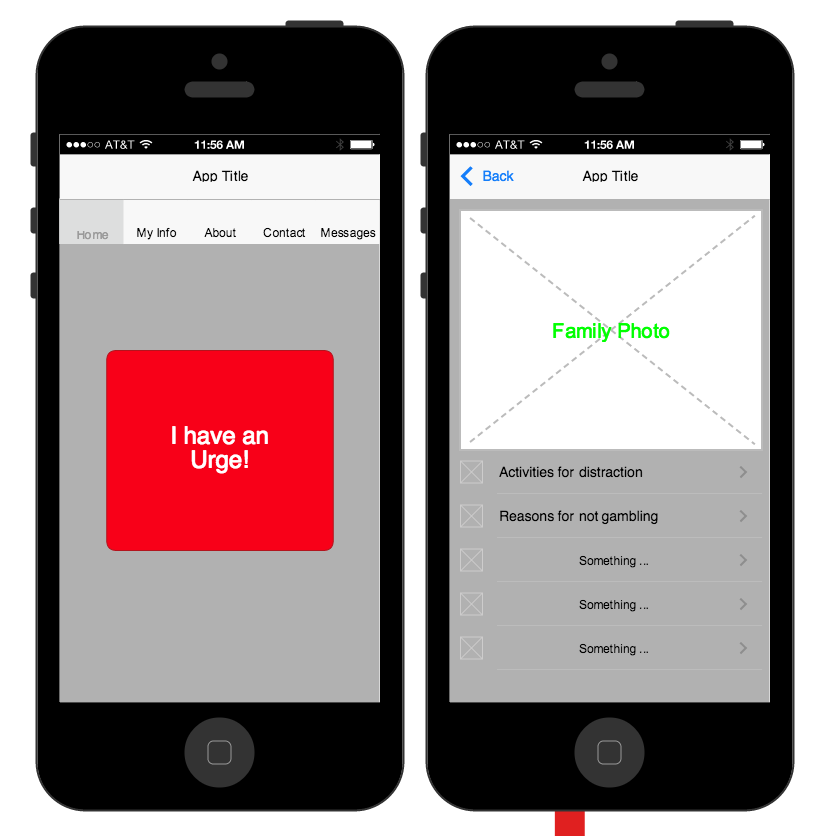 AT&T 11:56 AM
App Title
Home My Info About Contact Messages
I have an
Urge!
AT&T 11:56 AM
Back App Title
Family Photo
Activities for distraction
Reasons for not gambling
Something ...
Something ...
Something ...